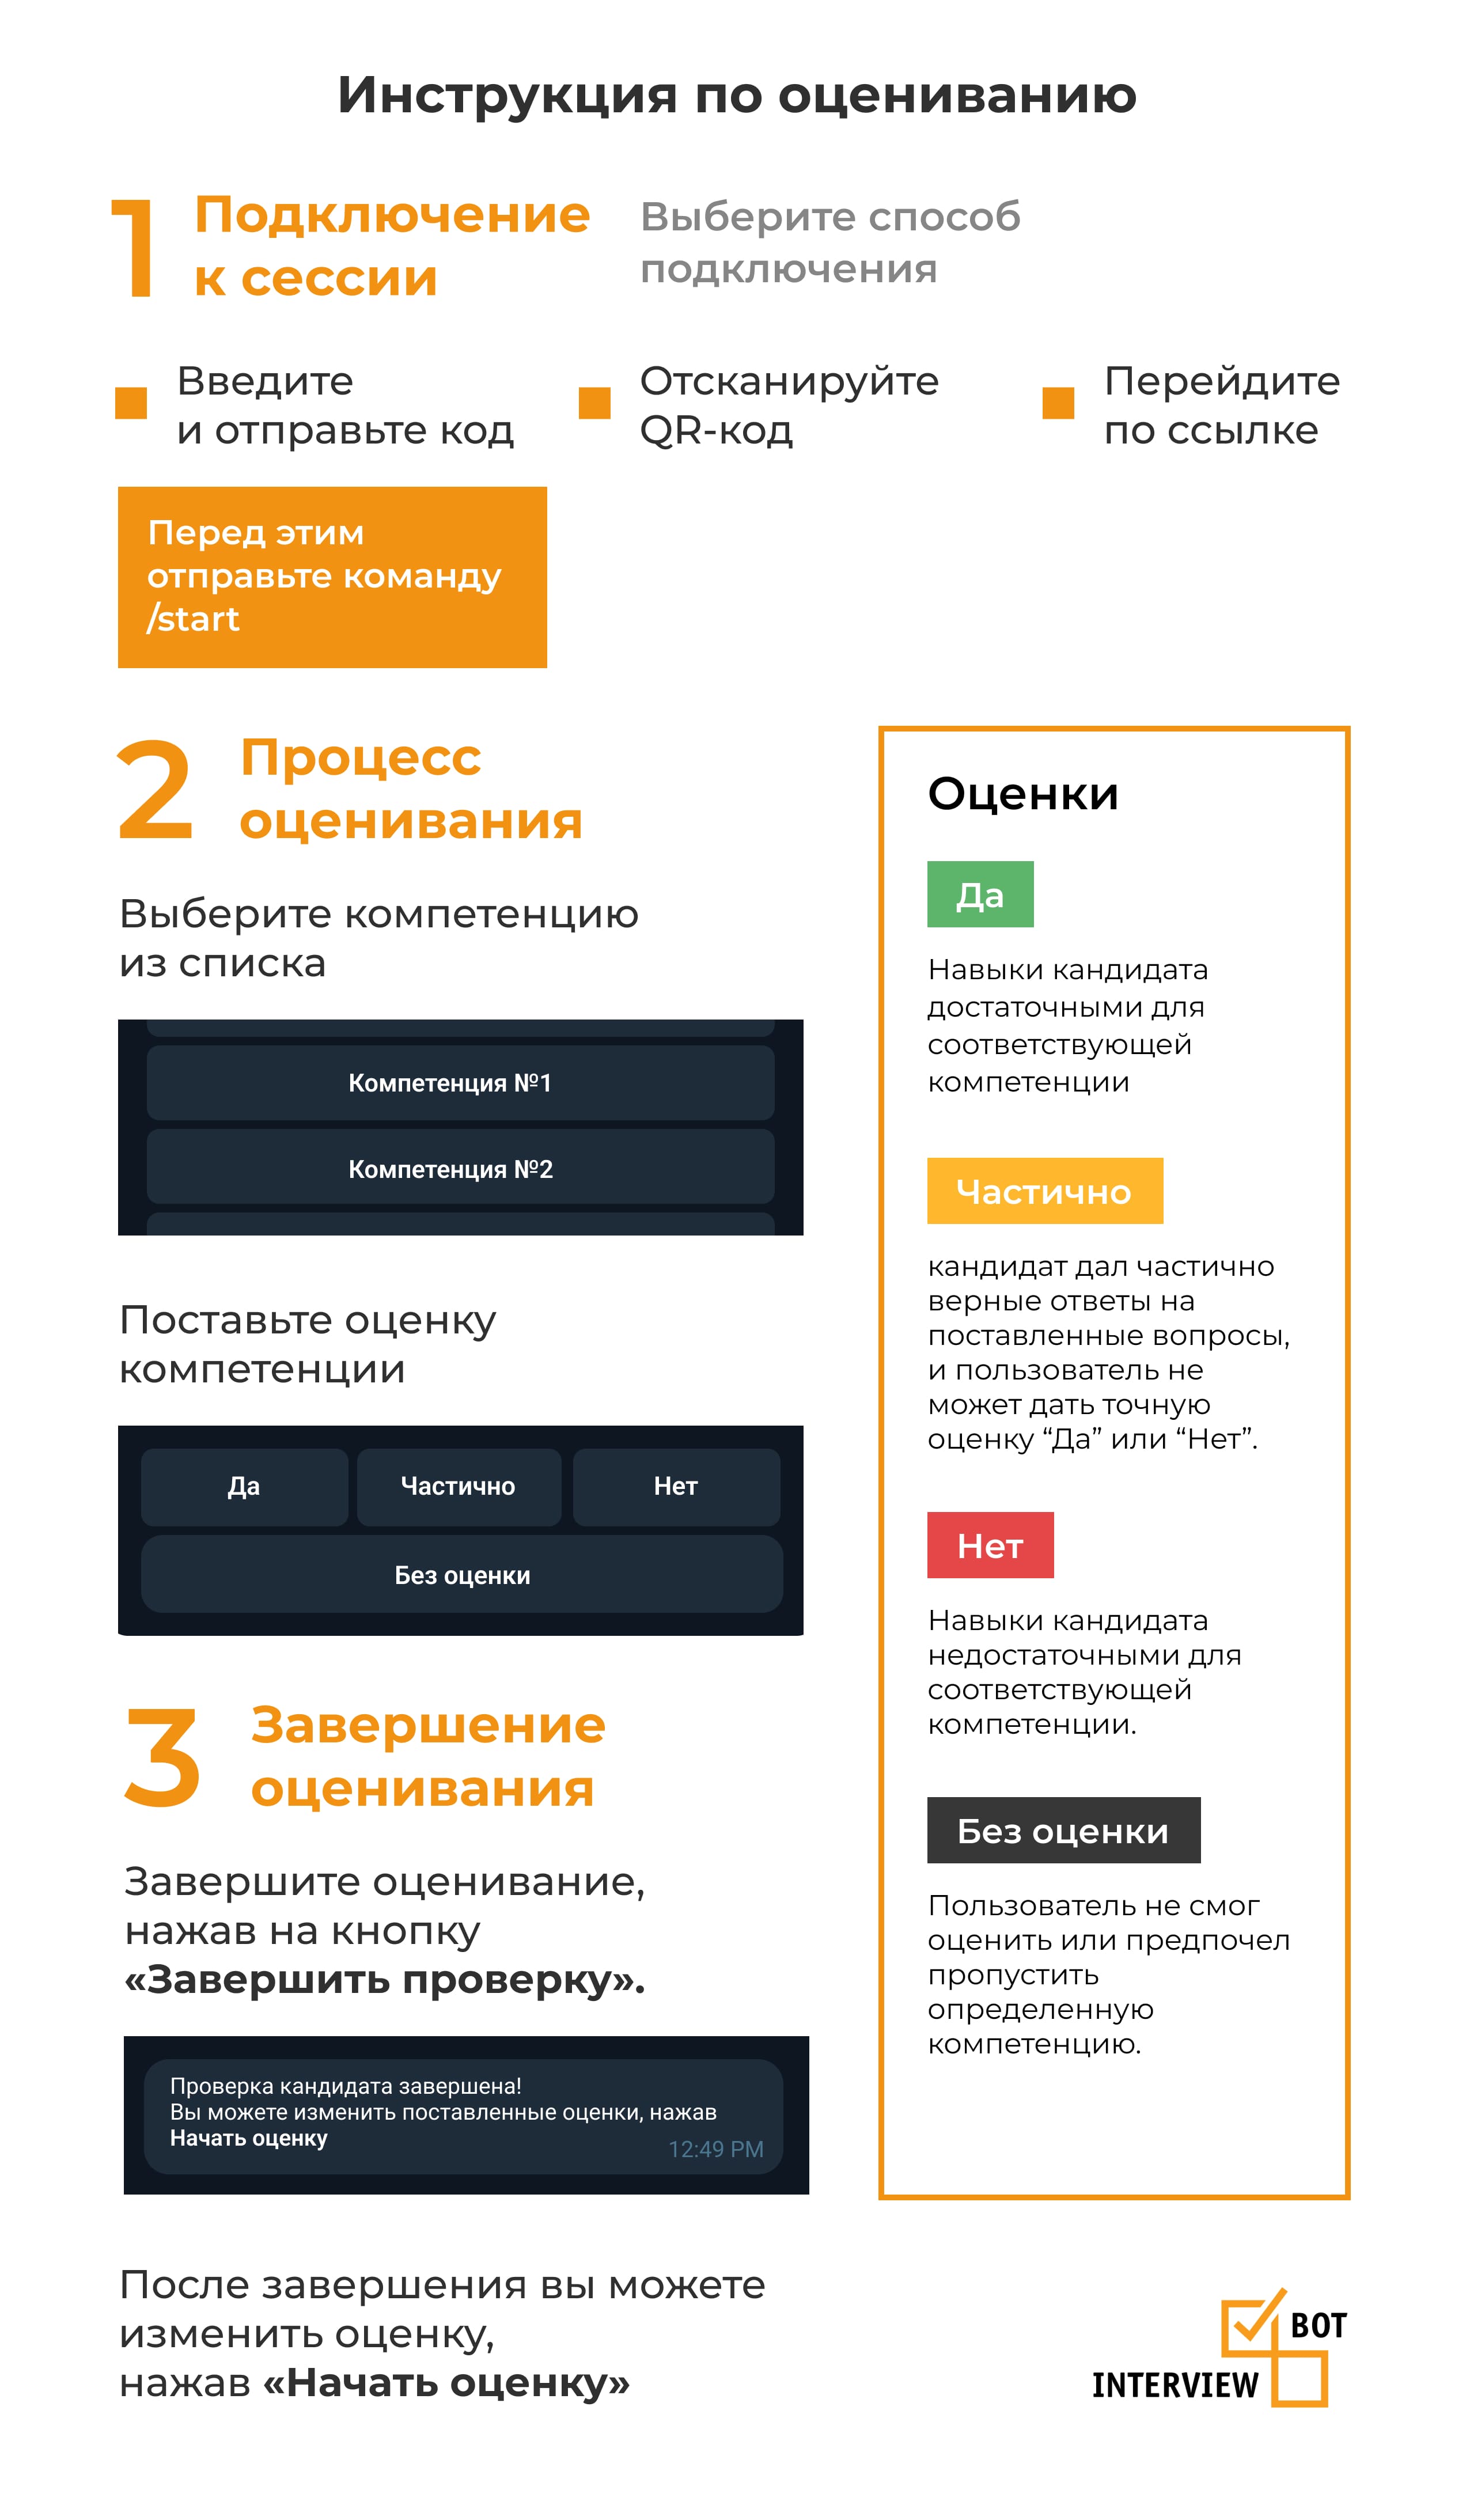 Инструкция по оцениванию
1
Подключение
к сессии
Выберите способ
подключения
Введите
и отправьте код
Отсканируйте
QR-код
Перейдите
по ссылке
Перед этим
отправьте команду
/start
2
Процесс
оценивания
Выберите компетенцию
из списка
Компетенция №1
Компетенция №2
Поставьте оценку
компетенции
Да
Частично
Нет
Без оценки
3
Завершение
оценивания
Завершите оценивание,
нажав на кнопку
«Завершить проверку».
Проверка кандидата завершена!
Вы можете изменить поставленные оценки, нажав
Начать оценку
12:49 PM
После завершения вы можете
изменить оценку,
нажав «Начать оценку»
Оценки
Да
Навыки кандидата
достаточными для
соответствующей
компетенции
Частично
кандидат дал частично
верные ответы на
поставленные вопросы,
и пользователь не
может дать точную
оценку “Да” или “Нет”.
Нет
Навыки кандидата
недостаточными для
соответствующей
компетенции.
Без оценки
Пользователь не смог
оценить или предпочел
пропустить
определенную
компетенцию.
BOT
INTERVIEW